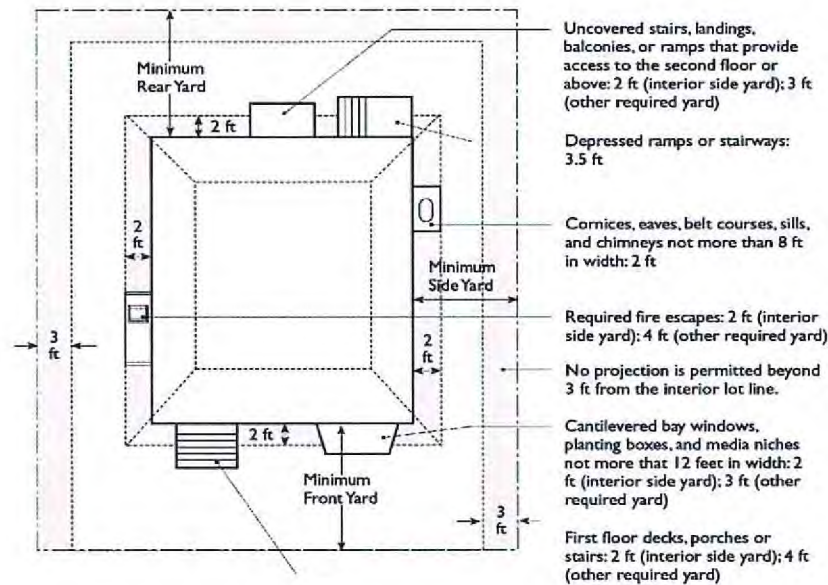 Minimum
Rear Yard
2 ft
2
ft
Minimum
Side Yard
3
ft
2
ft
2 ft
Minimum
Front Yard
3
ft
Uncovered stairs, landings,
balconies, or ramps that provide
access to the second floor or
above: 2 ft (interior side yard); 3 ft
(other required yard)
Depressed ramps or stairways:
3.5 ft
Cornices, eaves, belt courses, sills,
and chimneys not more than 8 ft
in width: 2 ft
Required fire escapes: 2 ft (interior
side yard): 4 ft (other required yard)
No projection is permitted beyond
3 ft from the interior lot line.
Cantilevered bay windows,
planting boxes, and media niches
not more that 12 feet in width: 2
ft (interior side yard); 3 ft (other
required yard)
First floor decks, porches or
stairs: 2 ft (interior side yard); 4 ft
(other required yard)